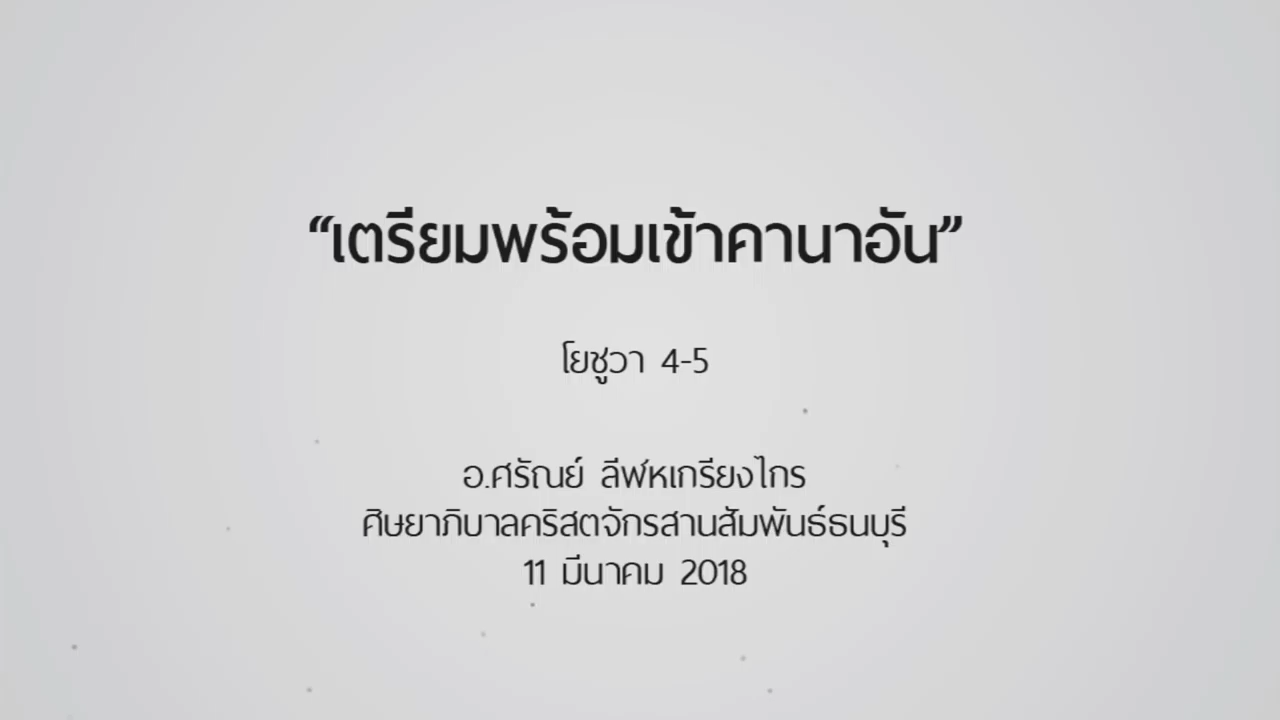 “เตรียมพร้อมเข้าคานาอัน”
โยชูวา 4-5
อ.ศรัณย์ ลีฬหเกรียงไกร
ศิษยาภิบาลคริสตจักรสานสัมพันธ์ธนบุรี
11 มีนาคม 2018